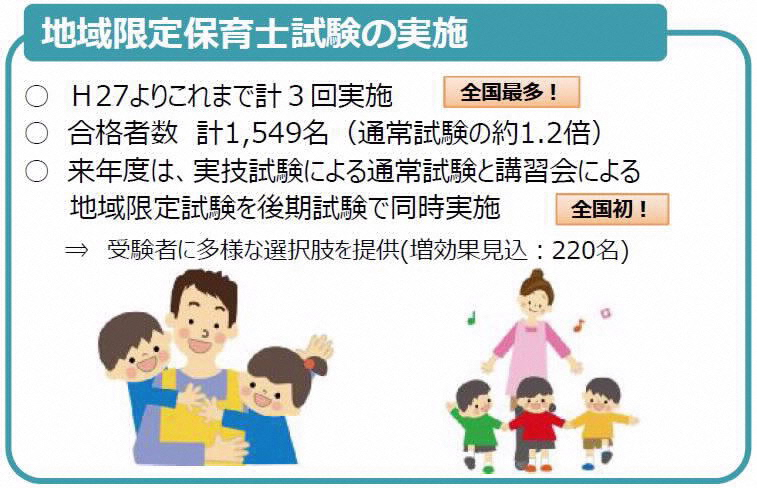 地域限定保育士試験の実施
○ H27よりこれまで計3回実施 全国最多!
○ 合格者数 計1,549名(通常試験の約1.2倍)
○ 来年度は、実技試験による通常試験と講習会による
地域限定試験を後期試験で同時実施 全国初!
⇒ 受験者に多様な選択肢を提供(増効果見込:220名)